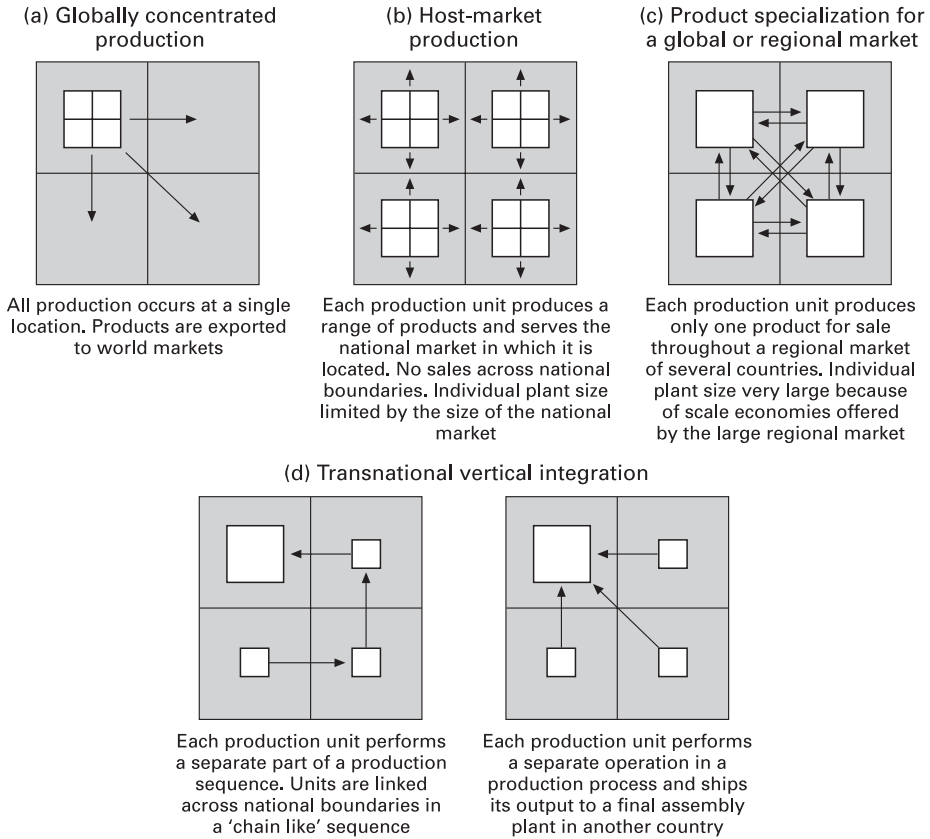 (a) Globally concentrated
production
All production occurs at a single
location. Products are exported
to world markets
(b) Host-market
production
Each production unit produces a
range of products and serves the
national market in which it is
located. No sales across national
boundaries. Individual plant size
limited by the size of the national
market
(c) Product specialization for
a global or regional market
Each production unit produces
only one product for sale
throughout a regional market
of several countries. Individual
plant size very large because
of scale economies offered
by the large regional market
(d) Transnational vertical integration
Each production unit performs
a separate part of a production
sequence. Units are linked
across national boundaries in
a ‘chain like’ sequence
Each production unit performs
a separate operation in a
production process and ships
its output to a final assembly
plant in another country